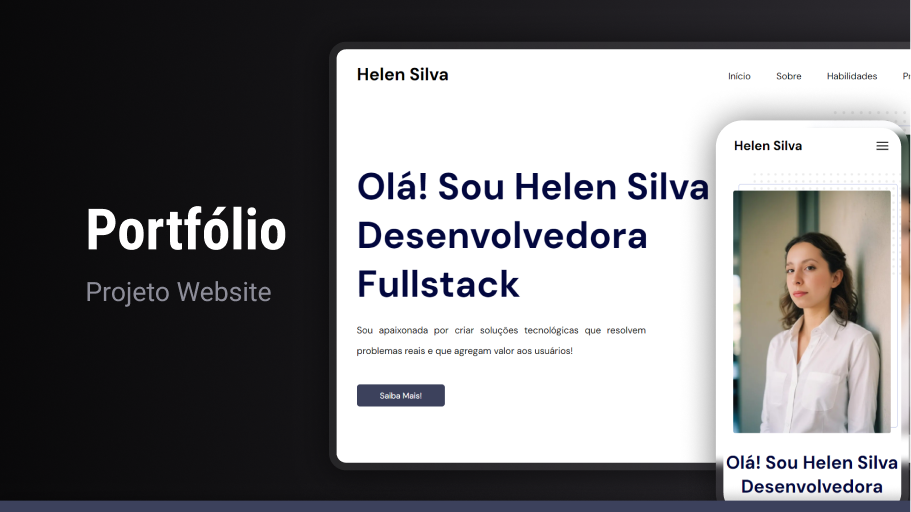 Portfólio
Projeto Website
Helen Silva
Início Sobre Habilidades
Olá! Sou Helen Silva
Desenvolvedora
Fullstack
Sou apaixonada por criar soluções tecnológicas que resolvem
problemas reais e que agregam valor aos usuários!
Saiba Mais!
Helen Silva
Olá! Sou Helen Silva
Desenvolvedora